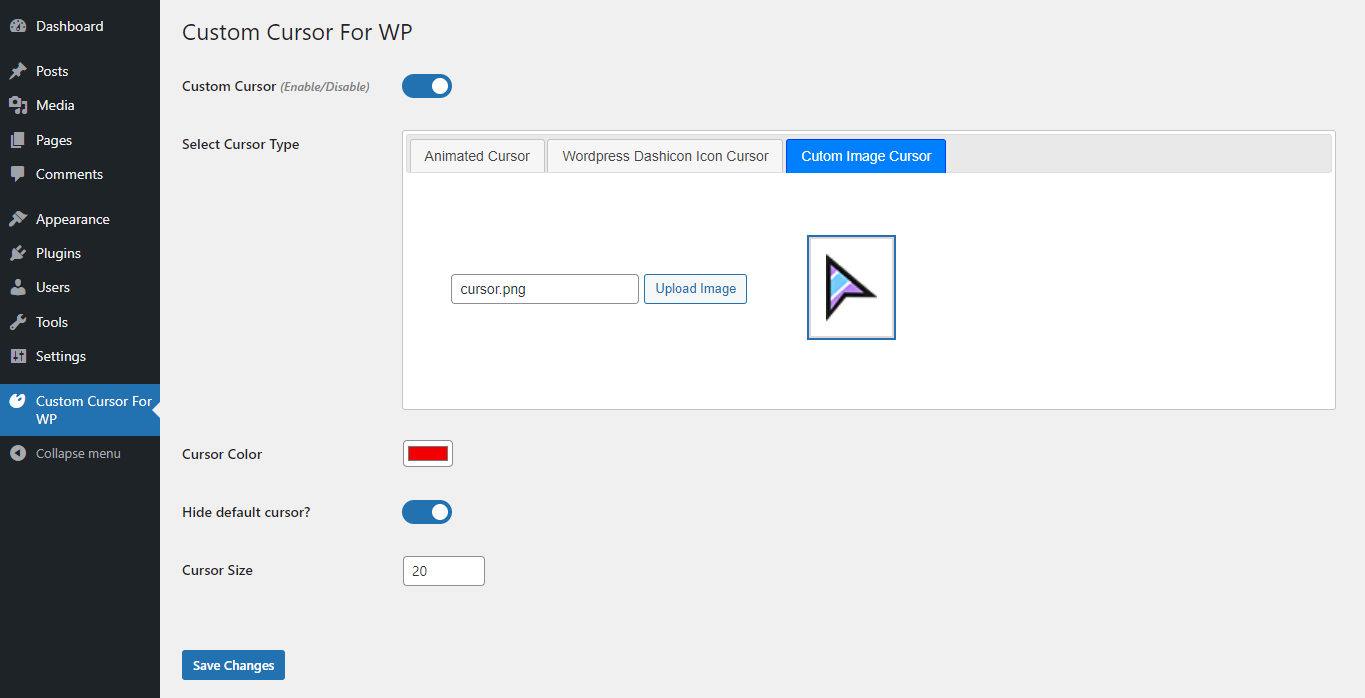 Dashboard
Posts
Media
Pages
Comments
Appearance
Plugins
Users
Tools
Settings
Custom Cursor For
WP
Collapse menu
Custom Cursor For WP
Custom Cursor (Enable/Disable)
Select Cursor Type
Animated Cursor
Wordpress Dashicon Icon Cursor
Cutom Image Cursor
cursor.png
Upload Image
Cursor Color
Hide default cursor?
Cursor Size
20
Save Changes